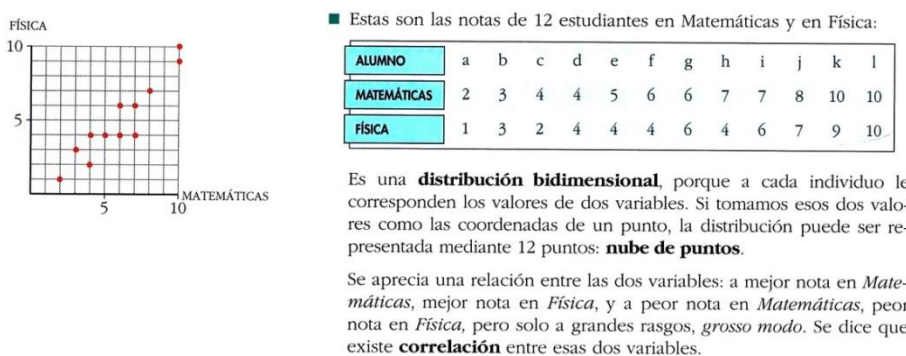 FÍSICA
10
5
5
10
MATEMÁTICAS
■ Estas son las notas de 12 estudiantes en Matemáticas y en Física:
ALUMNO a b c d e f g h i j k l
MATEMÁTICAS 2 3 4 4 5 6 6 7 7 8 10 10
FÍSICA 1 3 2 4 4 4 6 4 6 7 9 10
Es una distribución bidimensional, porque a cada individuo le
corresponden los valores de dos variables. Si tomamos esos dos valo-
res como las coordenadas de un punto, la distribución puede ser re-
presentada mediante 12 puntos: nube de puntos.
Se aprecia una relación entre las dos variables: a mejor nota en Mate-
máticas, mejor nota en Física, y a peor nota en Matemáticas, peor
nota en Física, pero solo a grandes rasgos, grosso modo. Se dice que
existe correlación entre esas dos variables.